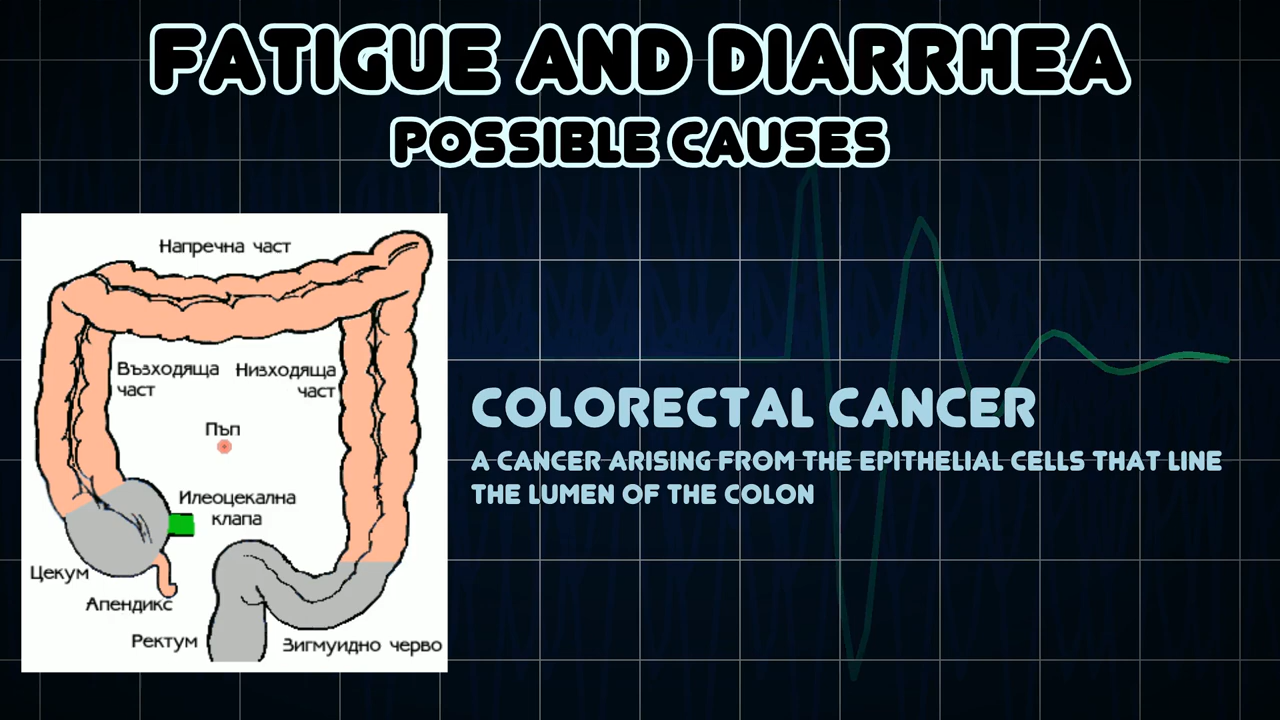 FATIGUE AND DIARRHEA
POSSIBLE CAUSES
Напречна част
Възходяща
част
Низходяща
част
Пъп
Илеоцекална
клапа
Цекум
Апендикс
Ректум
Зигмуидно черво
COLORECTAL CANCER
A CANCER ARISING FROM THE EPITHELIAL CELLS THAT LINE
THE LUMEN OF THE COLON